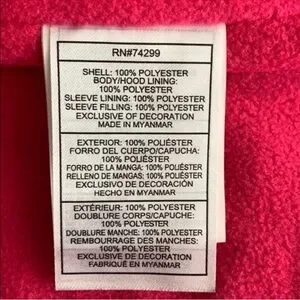 RN#74299
SHELL: 100% POLYESTER
BODY/HOOD LINING:
100% POLYESTER
SLEEVE LINING: 100% POLYESTER
SLEEVE FILLING: 100% POLYESTER
EXCLUSIVE OF DECORATION
MADE IN MYANMAR
EXTERIOR: 100% POLIÉSTER
FORRO DEL CUERPO/CAPUCHA:
100% POLIÉSTER
FORRO DE LA MANGA: 100% POLIÉSTER
RELLENO DE MANGAS: 100% POLIÉSTER
EXCLUSIVO DE DECORACIÓN
HECHO EN MYANMAR
EXTÉRIEUR: 100% POLYESTER
DOUBLURE CORPS/CAPUCHE:
100% POLYESTER
DOUBLURE MANCHE: 100% POLYESTER
REMBOURRAGE DES MANCHES:
100% POLYESTER
EXCLUSIVE DE DÉCORATION
FABRIQUÉ EN MYANMAR